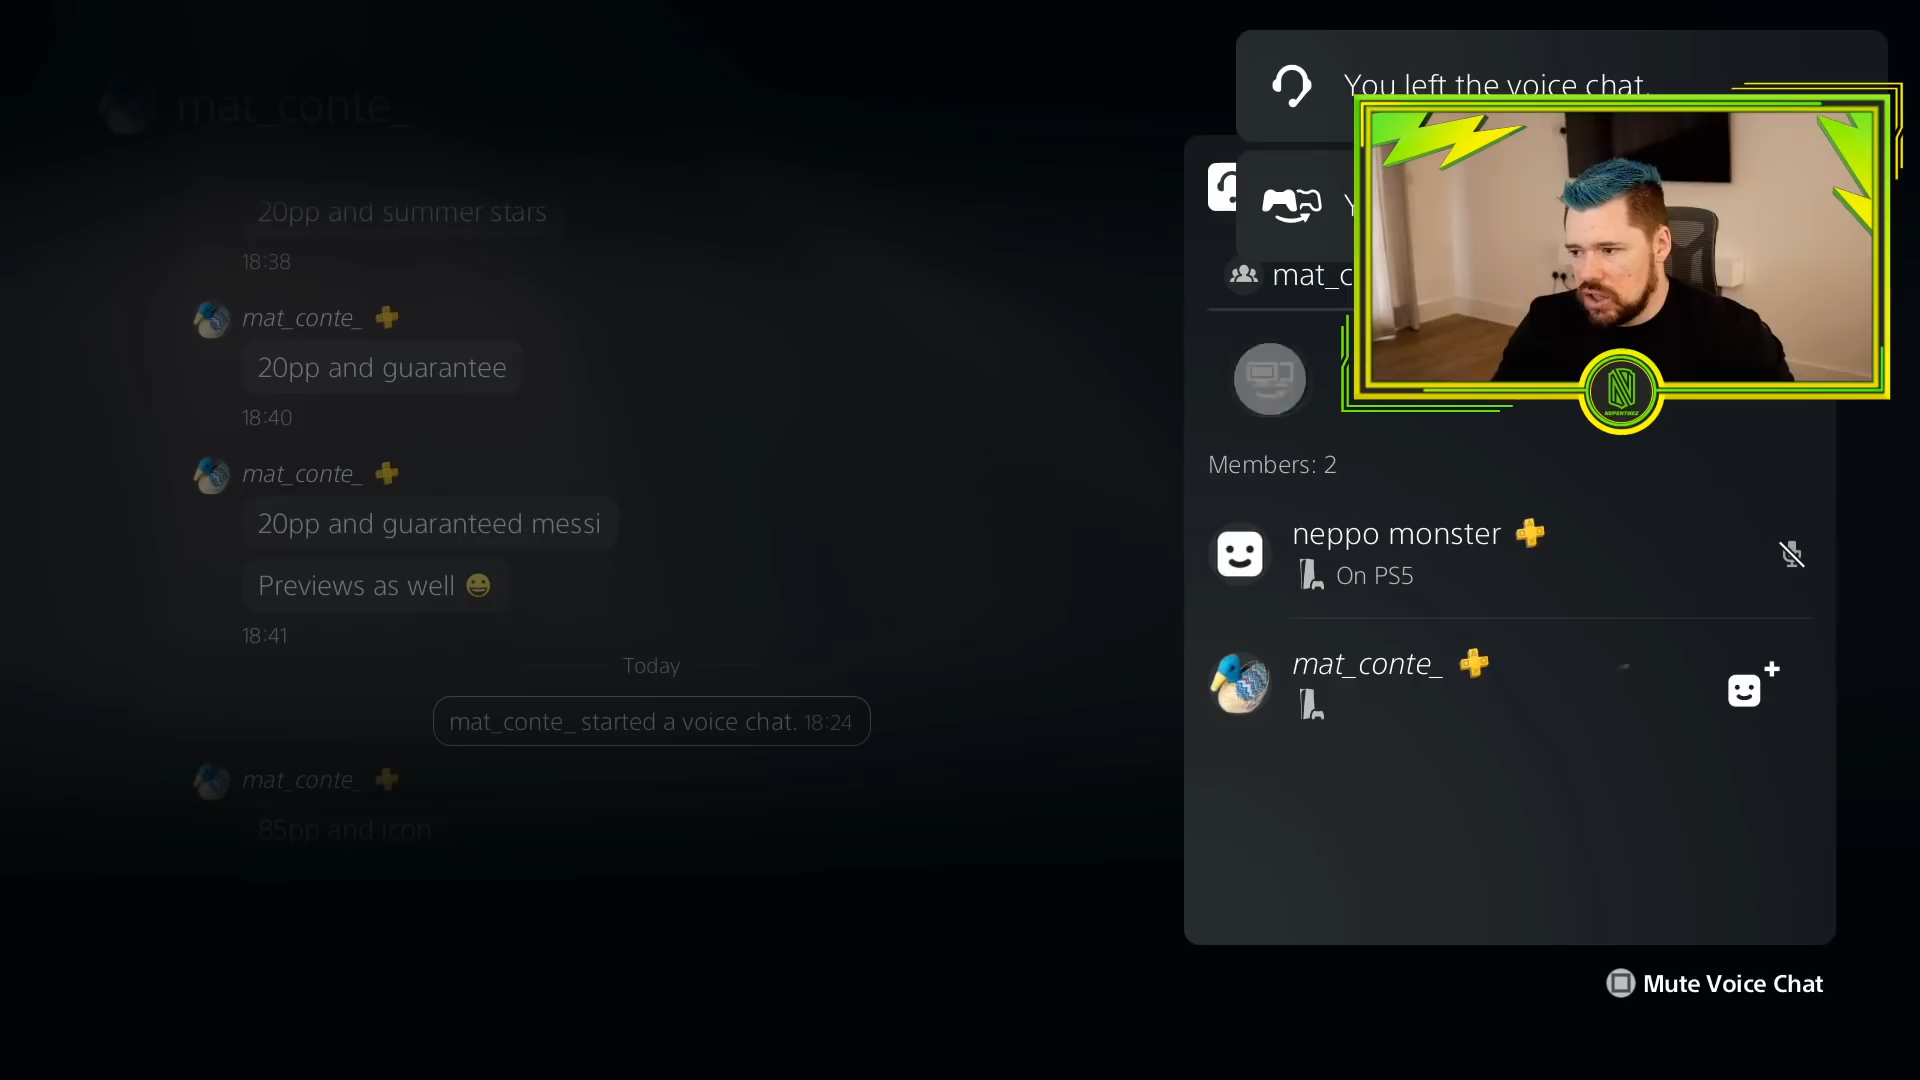 mat_conte_
20pp and summer stars
18:38
mat_conte_
20pp and guarantee
18:40
mat_conte_
20pp and guaranteed messi
Previews as well
18:41
Today
mat_conte_ started a voice chat. 18:24
mat_conte_
85pp and icon
You left the voice chat.
Y
mat_c
NEPENTHEZ
Members: 2
neppo monster
On PS5
mat_conte_
Mute Voice Chat